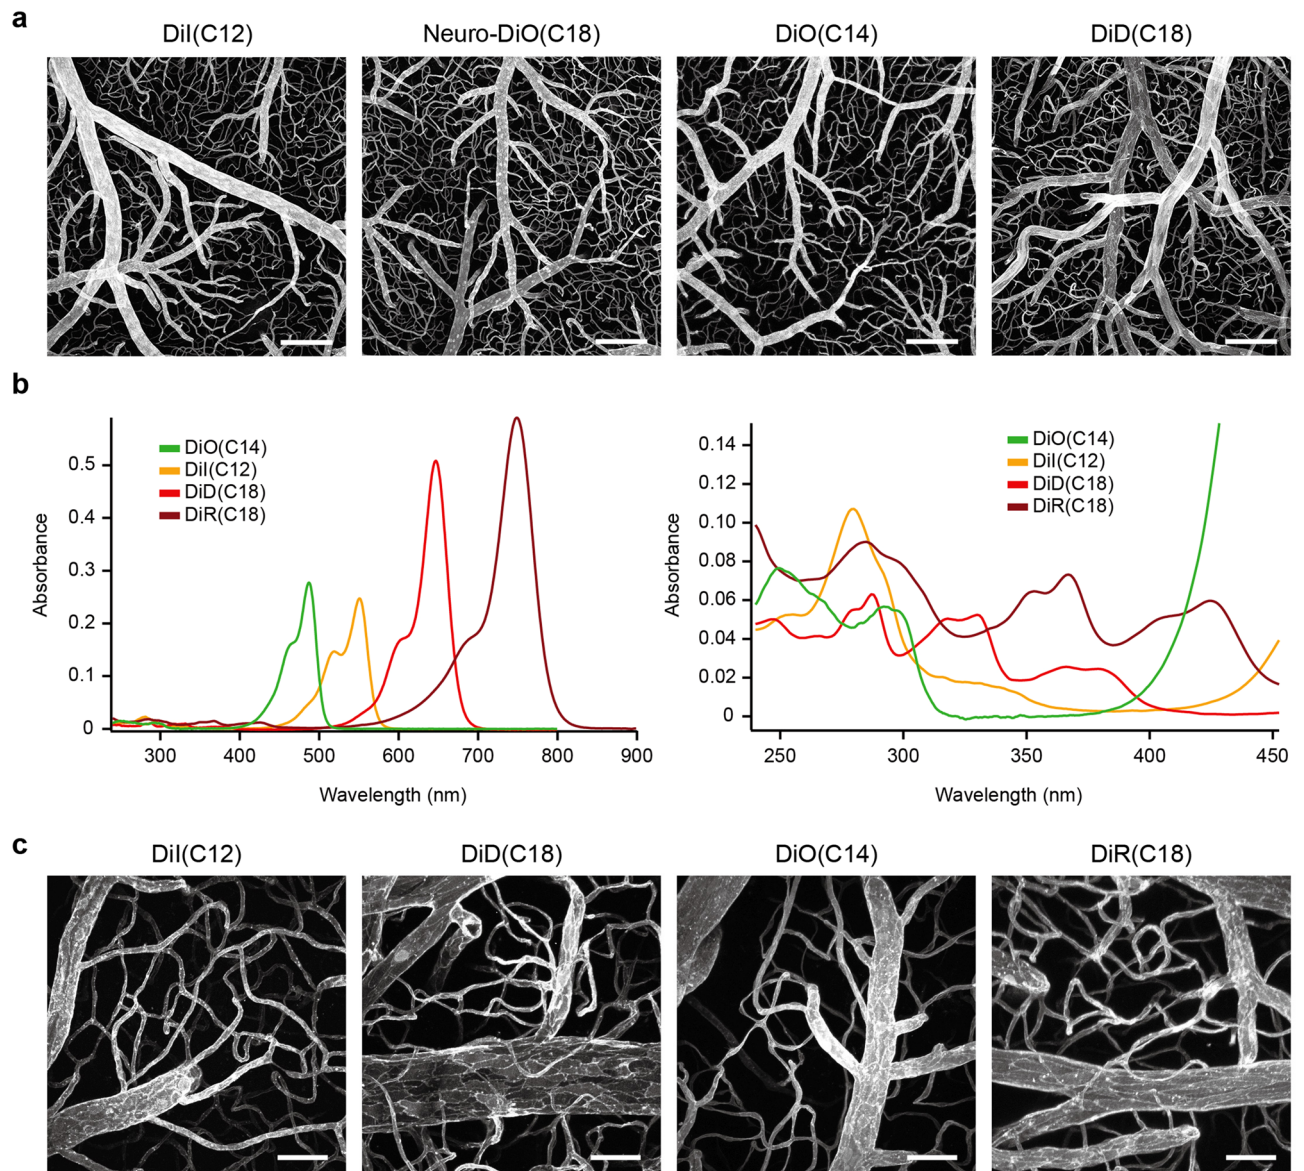 a
DiI(C12)
Neuro-DiO(C18)
DiO(C14)
DiD(C18)
b
DiO(C14)
DiI(C12)
DiD(C18)
DiR(C18)
0.5
0.4
0.3
0.2
0.1
0
Absorbance
300 400 500 600 700 800 900
Wavelength (nm)
DiO(C14)
DiI(C12)
DiD(C18)
DiR(C18)
0.14
0.12
0.10
0.08
0.06
0.04
0.02
0
Absorbance
250 300 350 400 450
Wavelength (nm)
c
DiI(C12)
DiD(C18)
DiO(C14)
DiR(C18)